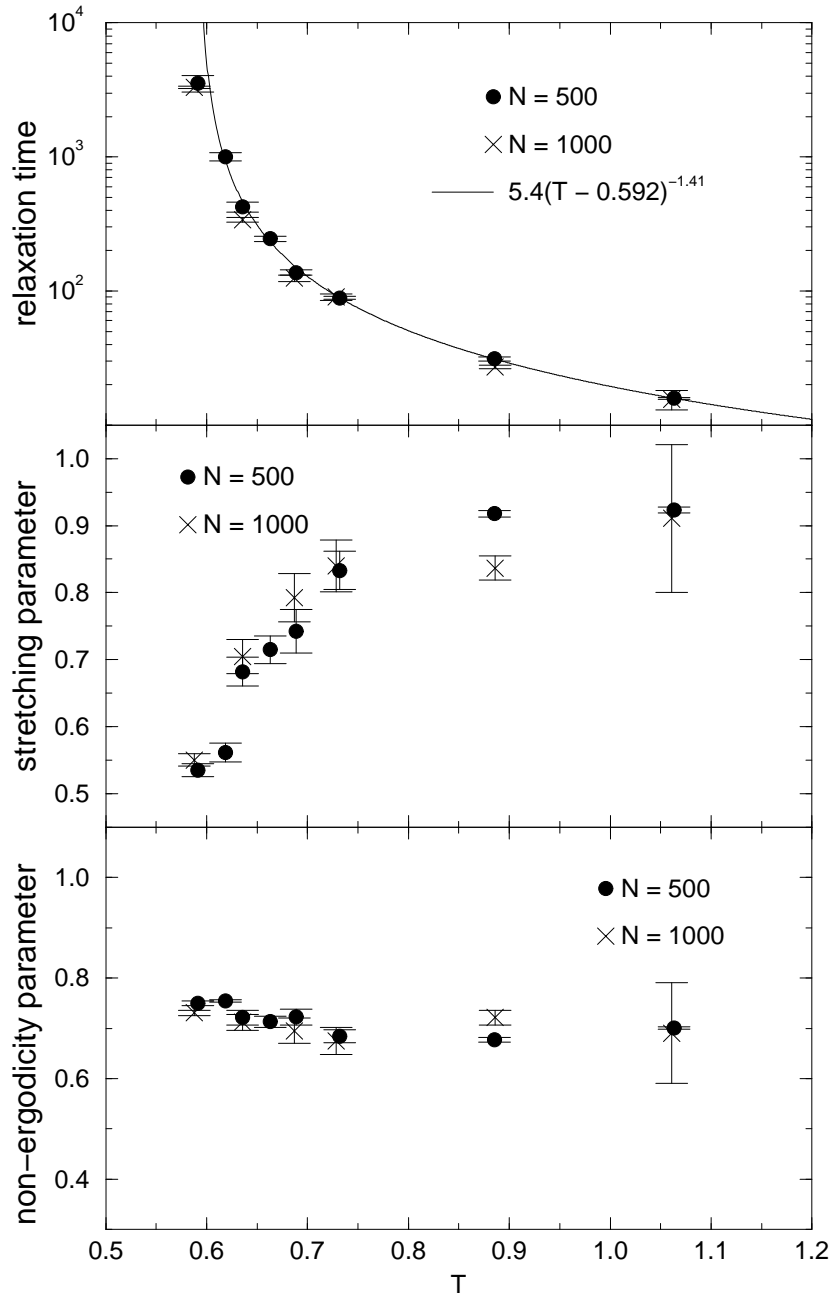 10^4
10^3
10^2
relaxation time
N = 500
N = 1000
5.4(T − 0.592)^−1.41
1.0
0.9
0.8
0.7
0.6
0.5
stretching parameter
N = 500
N = 1000
1.0
0.8
0.6
0.4
non−ergodicity parameter
N = 500
N = 1000
0.5 0.6 0.7 0.8 0.9 1.0 1.1 1.2
T